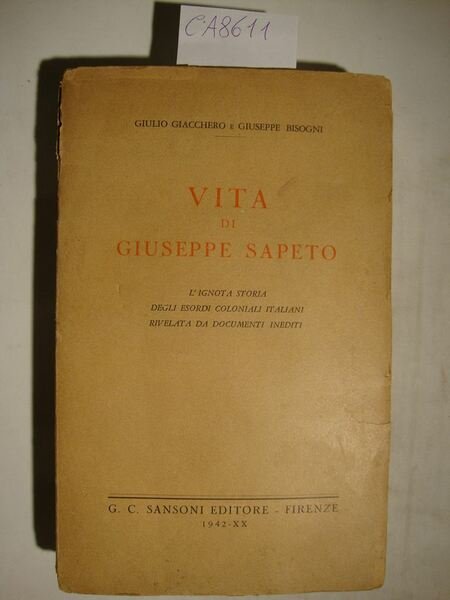 CA8611
GIULIO GIACCHERO E GIUSEPPE BISOGNI
VITA
DI
GIUSEPPE SAPETO
L'IGNOTA STORIA
DEGLI ESORDI COLONIALI ITALIANI
RIVELATA DA DOCUMENTI INEDITI
G. C. SANSONI EDITORE - FIRENZE
1942-XX